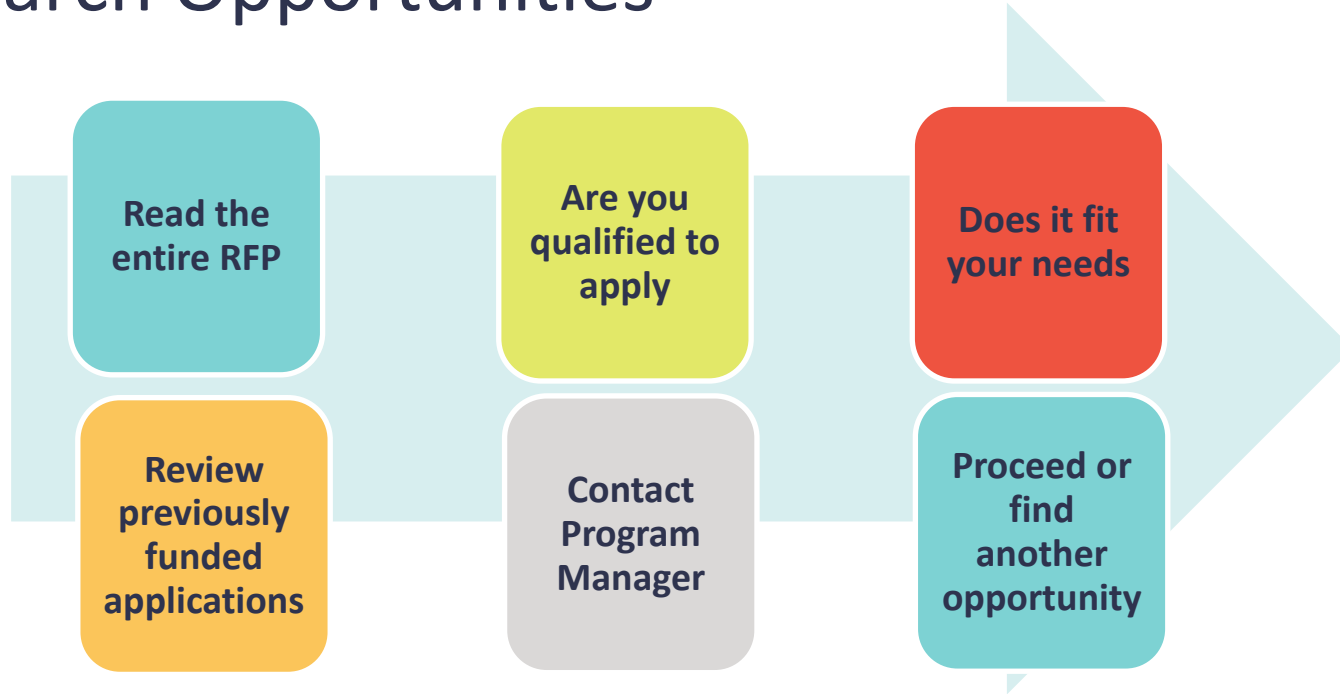 arch Opportunities
Read the
entire RFP
Are you
qualified to
apply
Does it fit
your needs
Review
previously
funded
applications
Contact
Program
Manager
Proceed or
find
another
opportunity